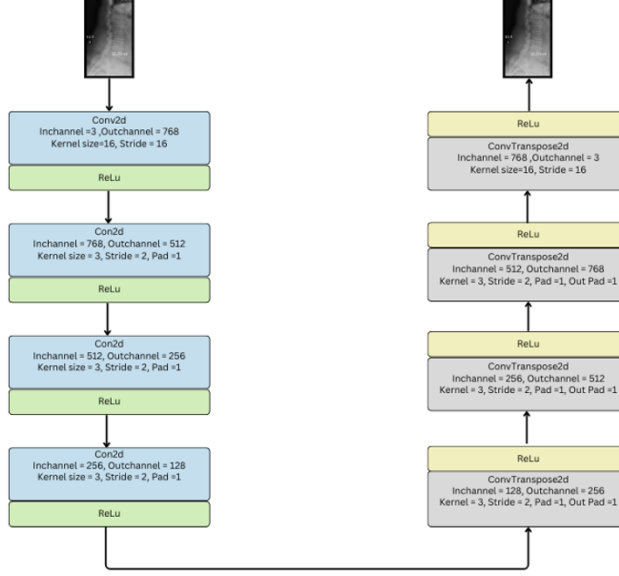 Conv2d
Inchannel =3 ,Outchannel = 768
Kernel size=16, Stride = 16
ReLu
Con2d
Inchannel = 768, Outchannel = 512
Kernel size = 3, Stride = 2, Pad =1
ReLu
Con2d
Inchannel = 512, Outchannel = 256
Kernel size = 3, Stride = 2, Pad =1
ReLu
Con2d
Inchannel = 256, Outchannel = 128
Kernel size = 3, Stride = 2, Pad =1
ReLu
ReLu
ConvTranspose2d
Inchannel = 768 ,Outchannel = 3
Kernel size=16, Stride = 16
ReLu
ConvTranspose2d
Inchannel = 512, Outchannel = 768
Kernel = 3, Stride = 2, Pad =1, Out Pad =1
ReLu
ConvTranspose2d
Inchannel = 256, Outchannel = 512
Kernel = 3, Stride = 2, Pad =1, Out Pad =1
ReLu
ConvTranspose2d
Inchannel = 128, Outchannel = 256
Kernel = 3, Stride = 2, Pad =1, Out Pad =1